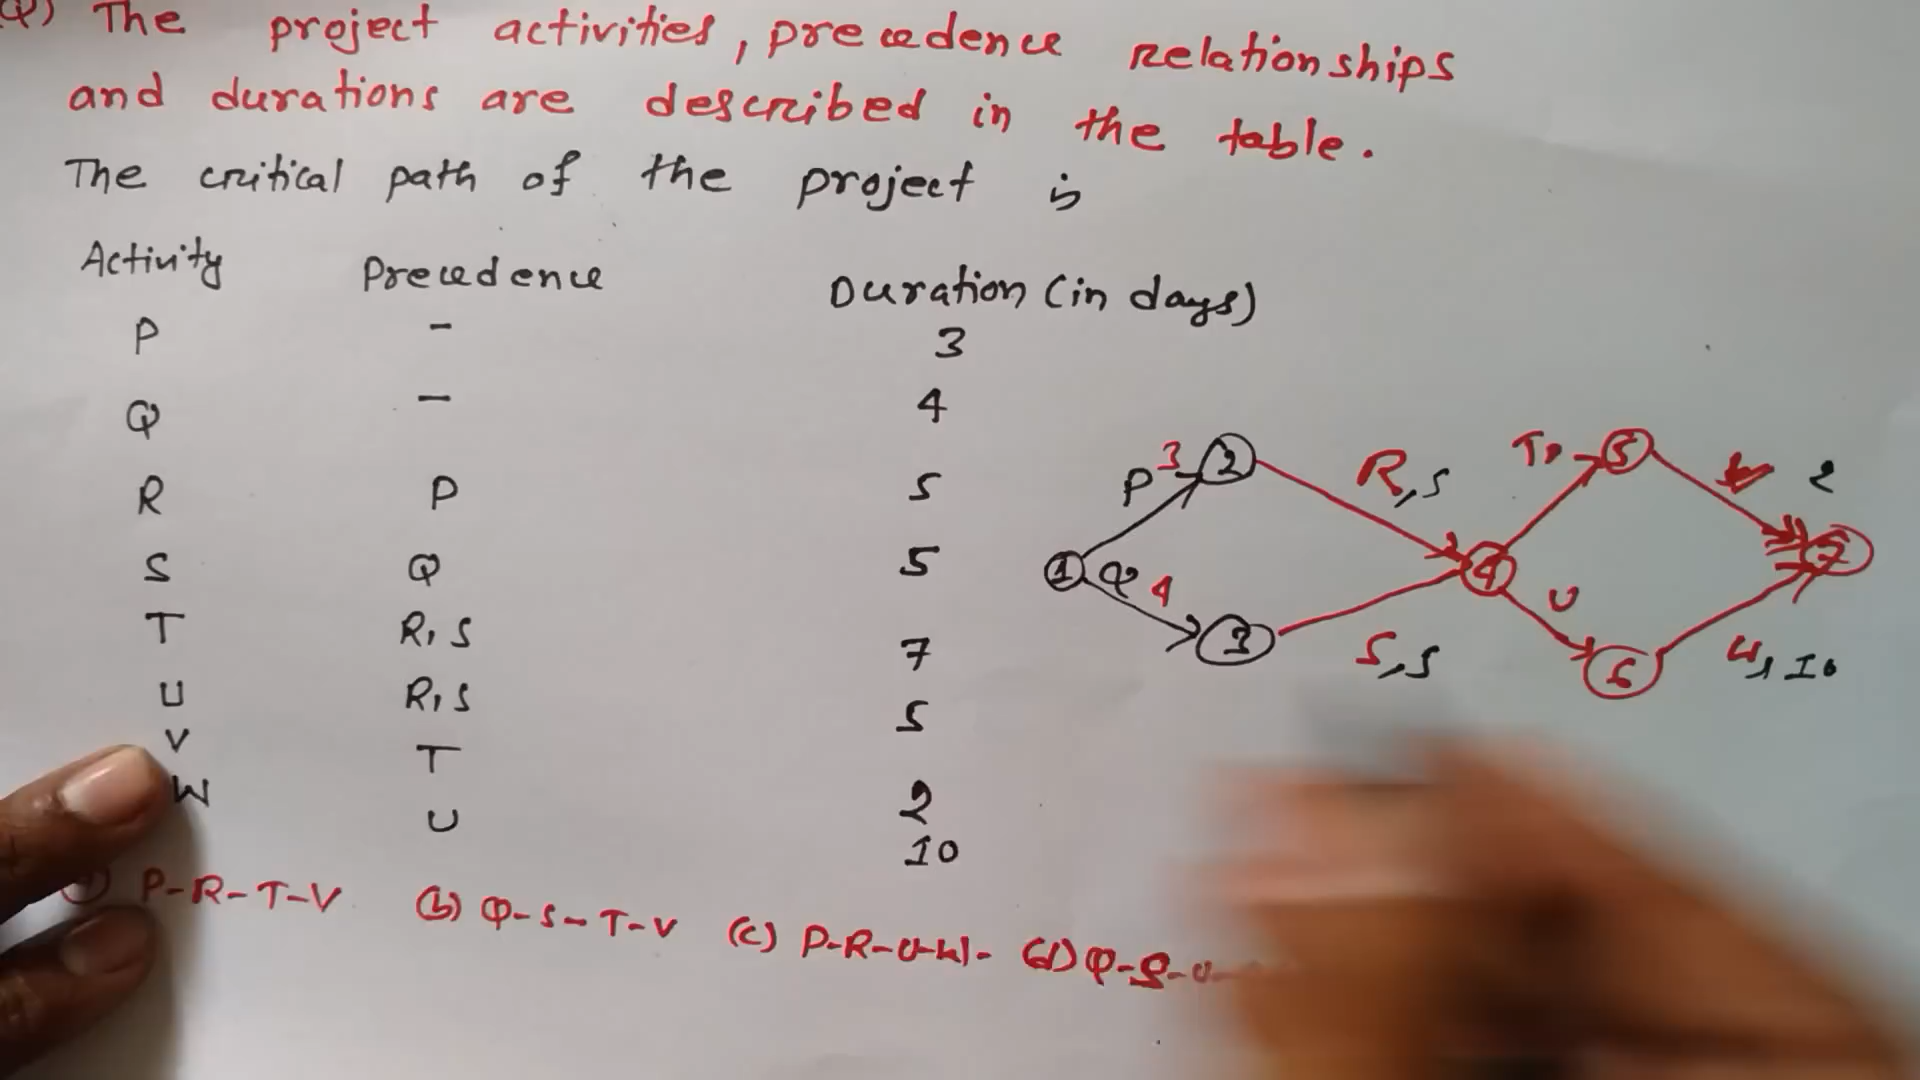 Q) The project activities, precedence relationships
and durations are described in the table.
The critical path of the project is
Activity Precedence Duration (in days)
P - 3
Q - 4
R P 5
S Q 5
T R, S 7
U R, S 5
V T 2
W U 10
P-R-T-V (b) Q-S-T-V (c) P-R-U-W- (d) Q-S-U-
P 3 2 R, 5 T, 5 2
1 Q 4 3 S, 5 4 U 6 10 7